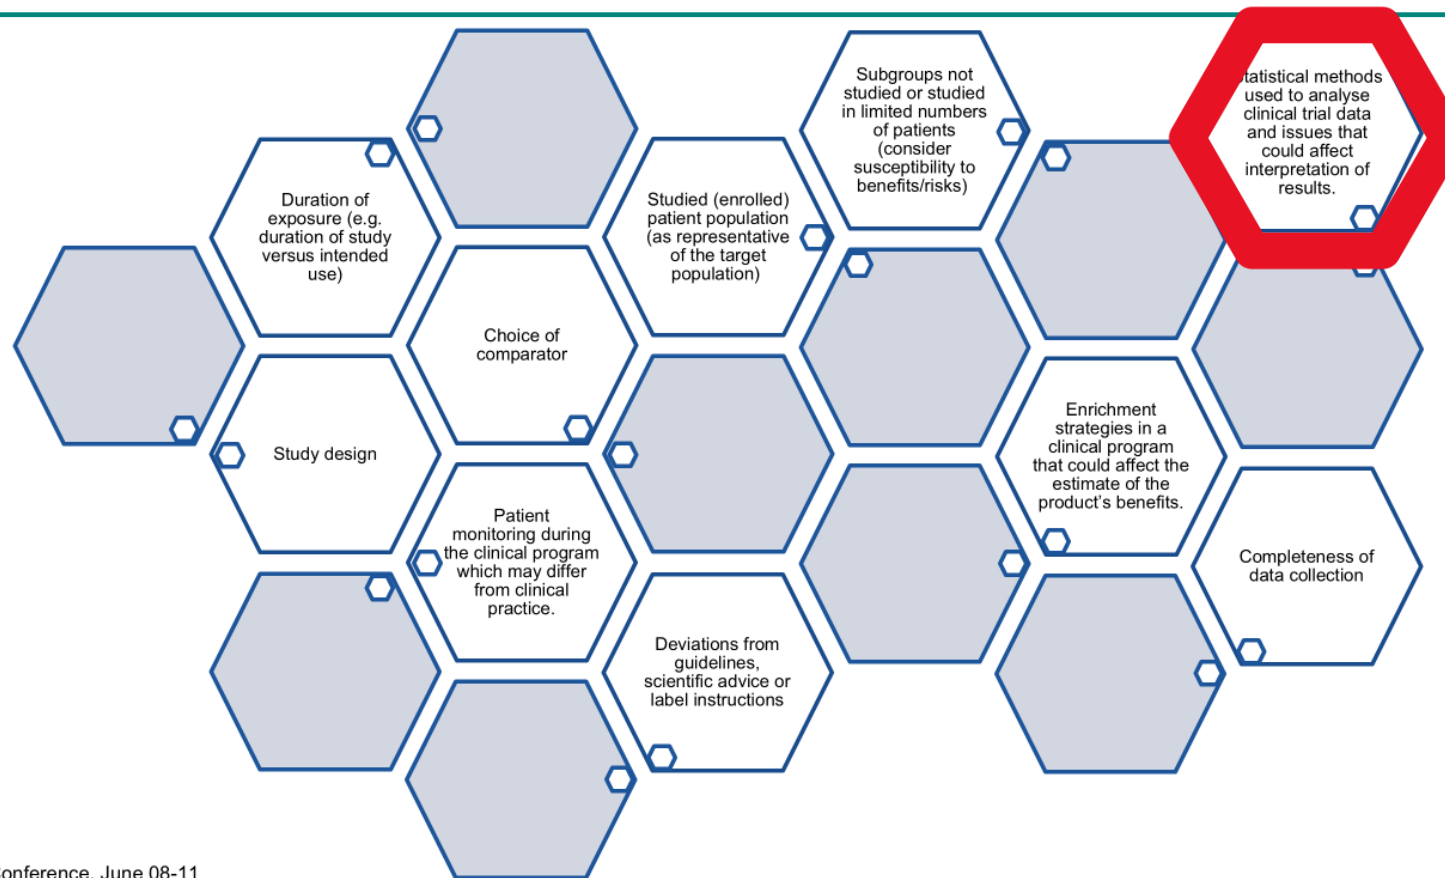 Duration of
exposure (e.g.
duration of study
versus intended
use)
Study design
Choice of
comparator
Patient
monitoring during
the clinical program
which may differ
from clinical
practice.
Studied (enrolled)
patient population
(as representative
of the target
population)
Deviations from
guidelines,
scientific advice or
label instructions
Subgroups not
studied or studied
in limited numbers
of patients
(consider
susceptibility to
benefits/risks)
Enrichment
strategies in a
clinical program
that could affect the
estimate of the
product’s benefits.
tatistical methods
used to analyse
clinical trial data
and issues that
could affect
interpretation of
results.
Completeness of
data collection
onference, June 08-11